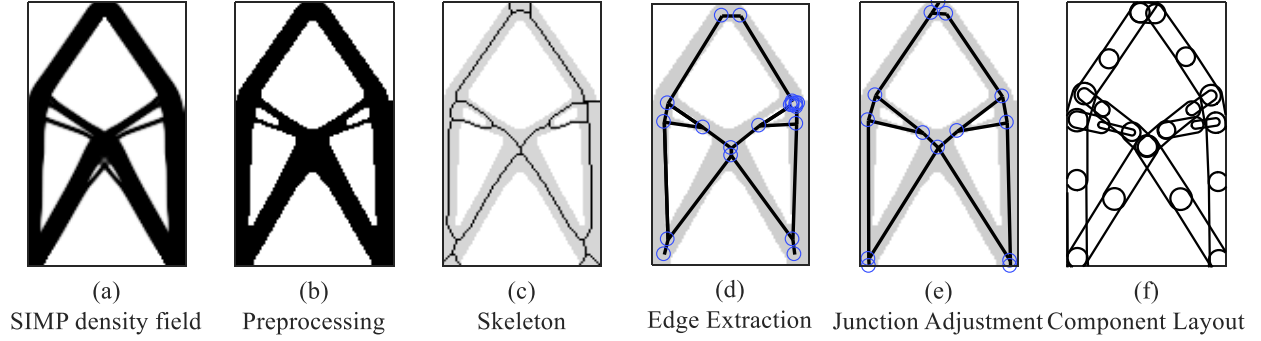 (a) (b) (c) (d) (e) (f)
SIMP density field Preprocessing Skeleton Edge Extraction Junction Adjustment Component Layout